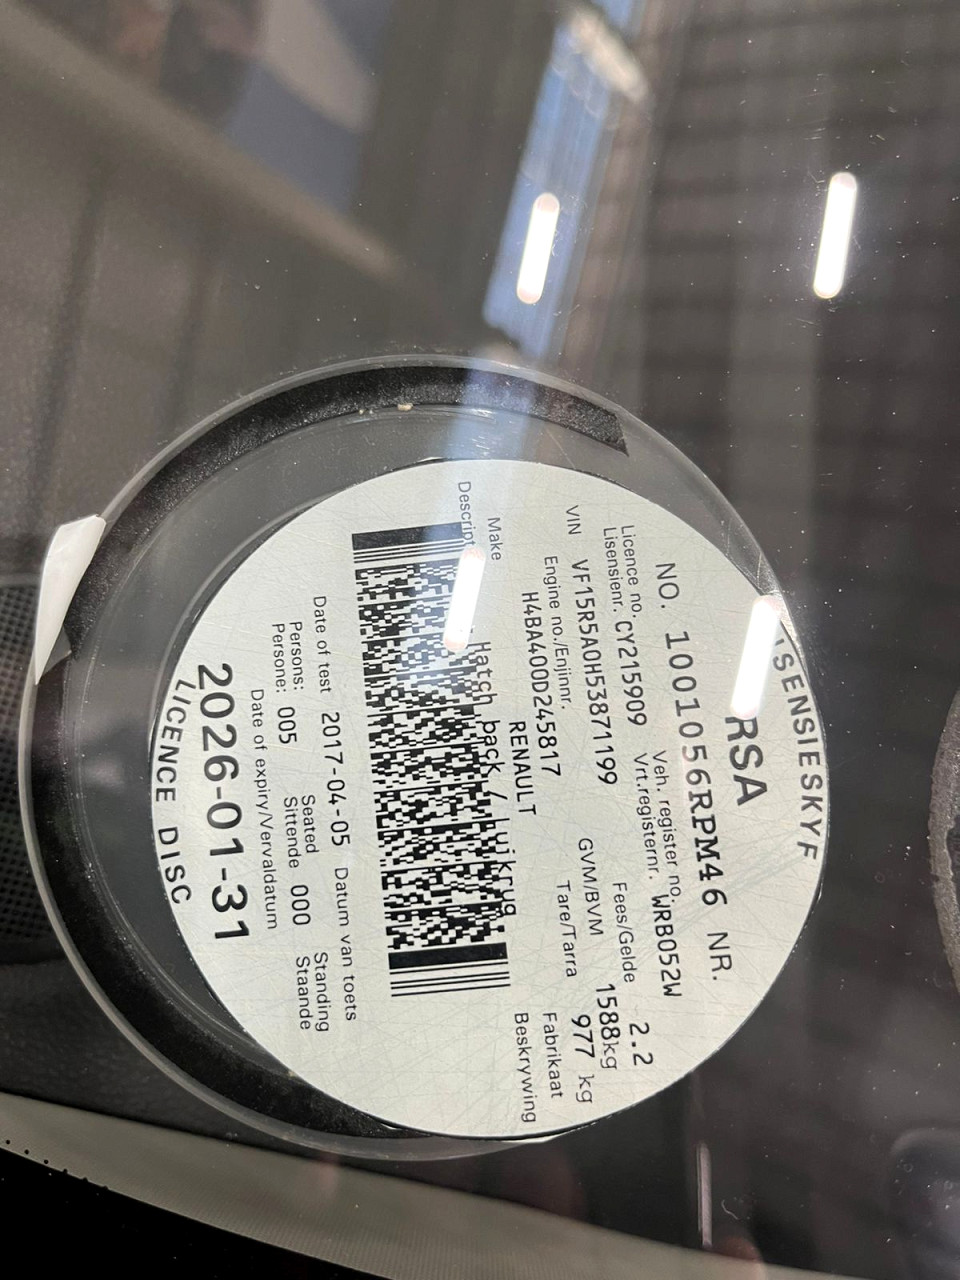 ISENSIESKYF
RSA
NO. 1001056RPM46 NR.
Licence no. Veh. register no.
Lisensienr. CY215909 Vrt.registernr. WRB052W
VIN VF15R5A0H53871199 Fees/Gelde 2.2
Engine no./Enjinnr. GVM/BVM 1588kg
H4BA400D245817 Tare/Tarra 977 kg
Make RENAULT Fabrikaat
Descript Hatch back / Luikrug Beskrywing
Date of test 2017-04-05 Datum van toets
Persons: Seated Standing
Persone: 005 Sittende 000 Staande
Date of expiry/Vervaldatum
2026-01-31
LICENCE DISC